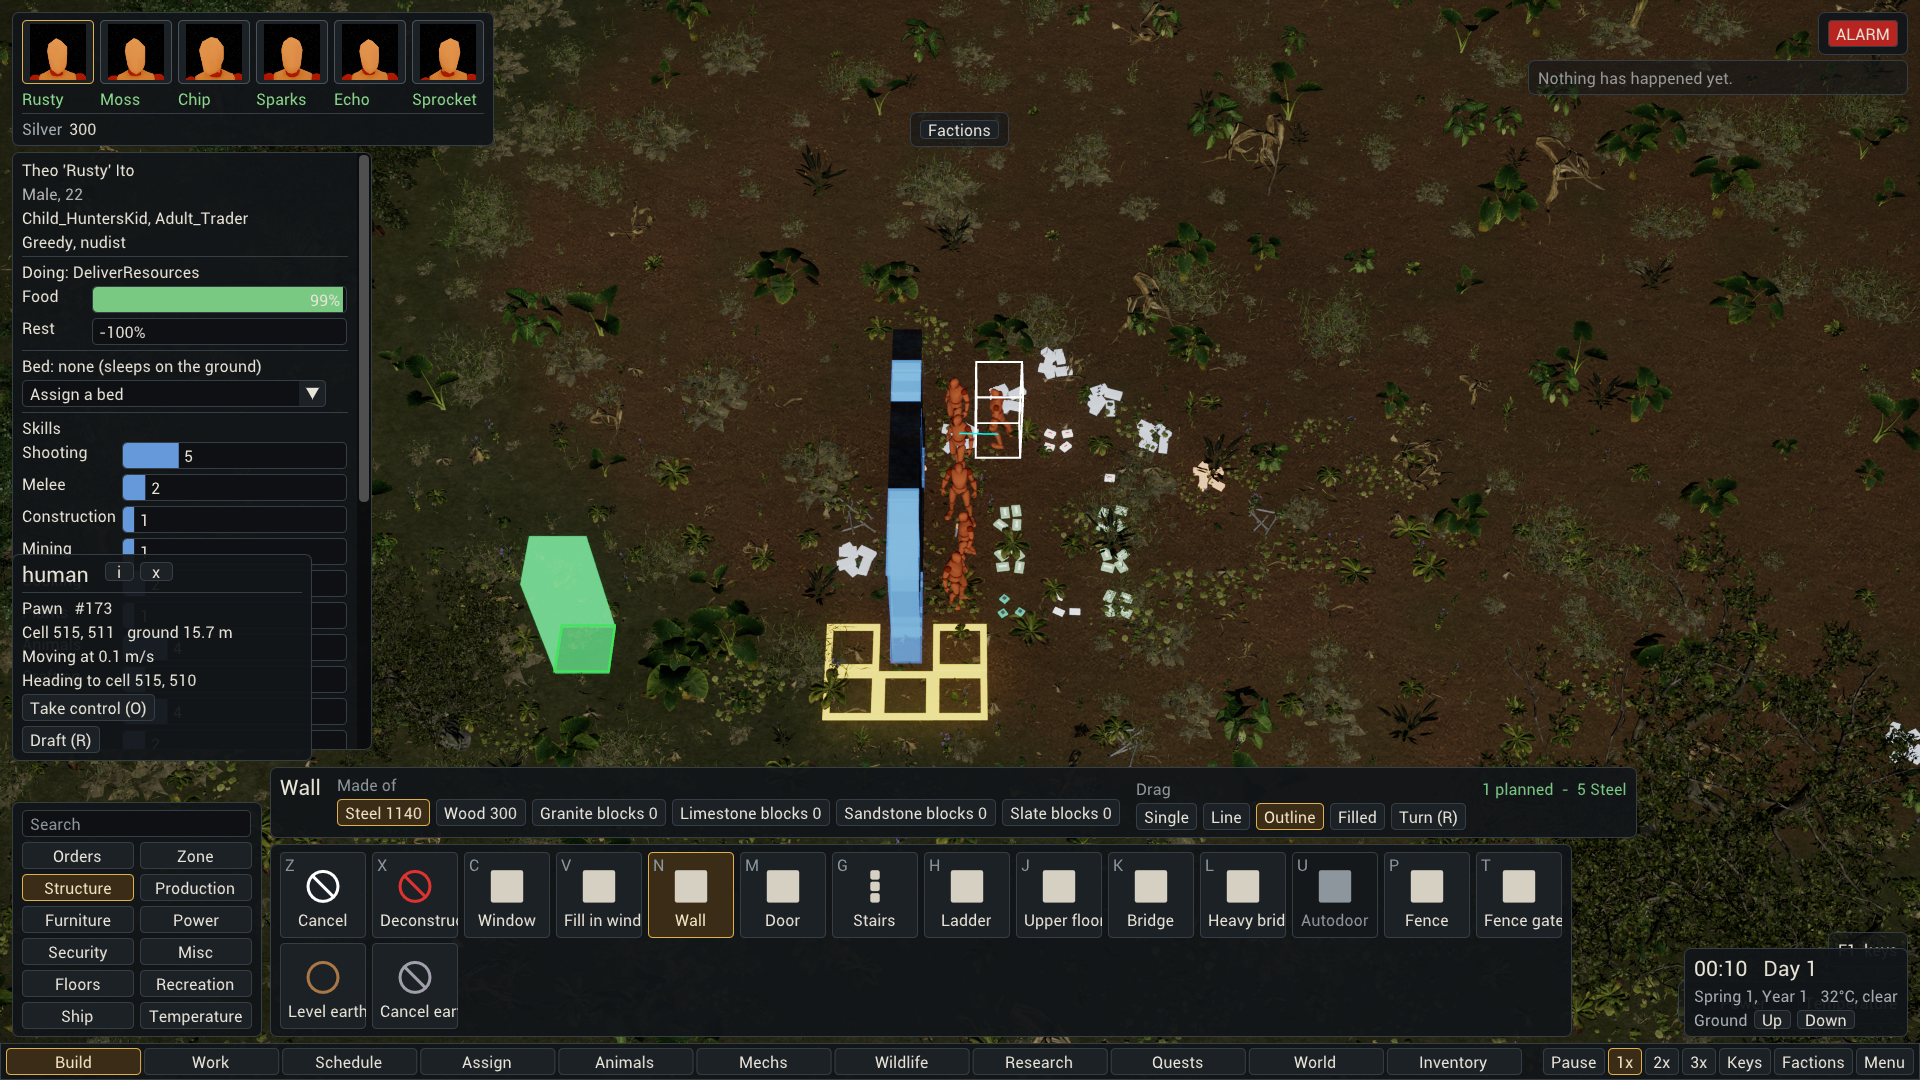 Rusty Moss Chip Sparks Echo Sprocket
Silver 300
ALARM
Nothing has happened yet.
Factions
Theo 'Rusty' Ito
Male, 22
Child_HuntersKid, Adult_Trader
Greedy, nudist
Doing: DeliverResources
Food 99%
Rest -100%
Bed: none (sleeps on the ground)
Assign a bed
Skills
Shooting 5
Melee 2
Construction 1
Mining 1
human i x
Pawn #173
Cell 515, 511 ground 15.7 m
Moving at 0.1 m/s
Heading to cell 515, 510
Take control (O)
Draft (R)
Wall Made of
Steel 1140 Wood 300 Granite blocks 0 Limestone blocks 0 Sandstone blocks 0 Slate blocks 0
Drag
Single Line Outline Filled Turn (R)
1 planned - 5 Steel
Search
Orders Zone
Structure Production
Furniture Power
Security Misc
Floors Recreation
Ship Temperature
Z Cancel
X Deconstru
C Window
V Fill in wind
N Wall
M Door
G Stairs
H Ladder
J Upper floor
K Bridge
L Heavy brid
U Autodoor
P Fence
T Fence gate
Level earth
Cancel ear
F1 keys
00:10 Day 1
Spring 1, Year 1 32°C, clear
Ground Up Down
Build Work Schedule Assign Animals Mechs Wildlife Research Quests World Inventory Pause 1x 2x 3x Keys Factions Menu